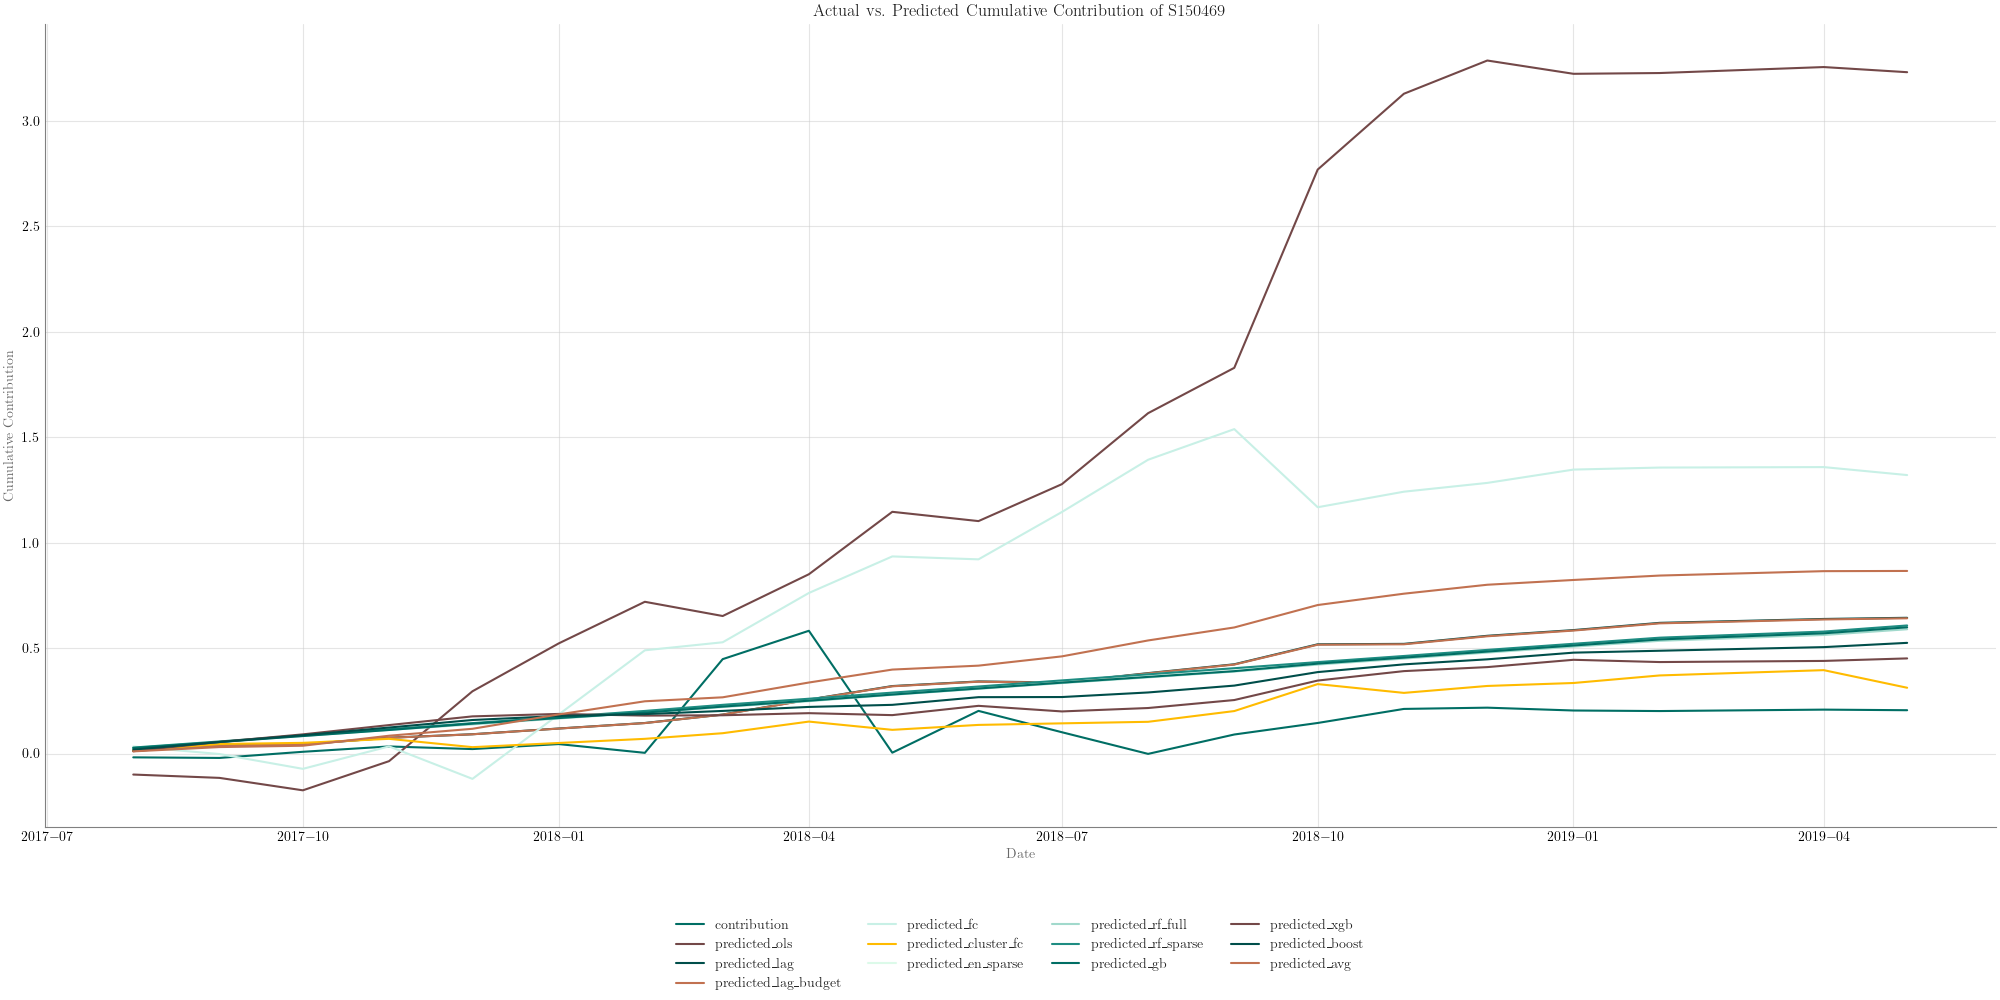 Actual vs. Predicted Cumulative Contribution of S150469
Cumulative Contribution
3.0
2.5
2.0
1.5
1.0
0.5
0.0
2017−07 2017−10 2018−01 2018−04 2018−07 2018−10 2019−01 2019−04
Date
contribution predicted_fc predicted_rf_full predicted_xgb
predicted_ols predicted_cluster_fc predicted_rf_sparse predicted_boost
predicted_lag predicted_en_sparse predicted_gb predicted_avg
predicted_lag_budget